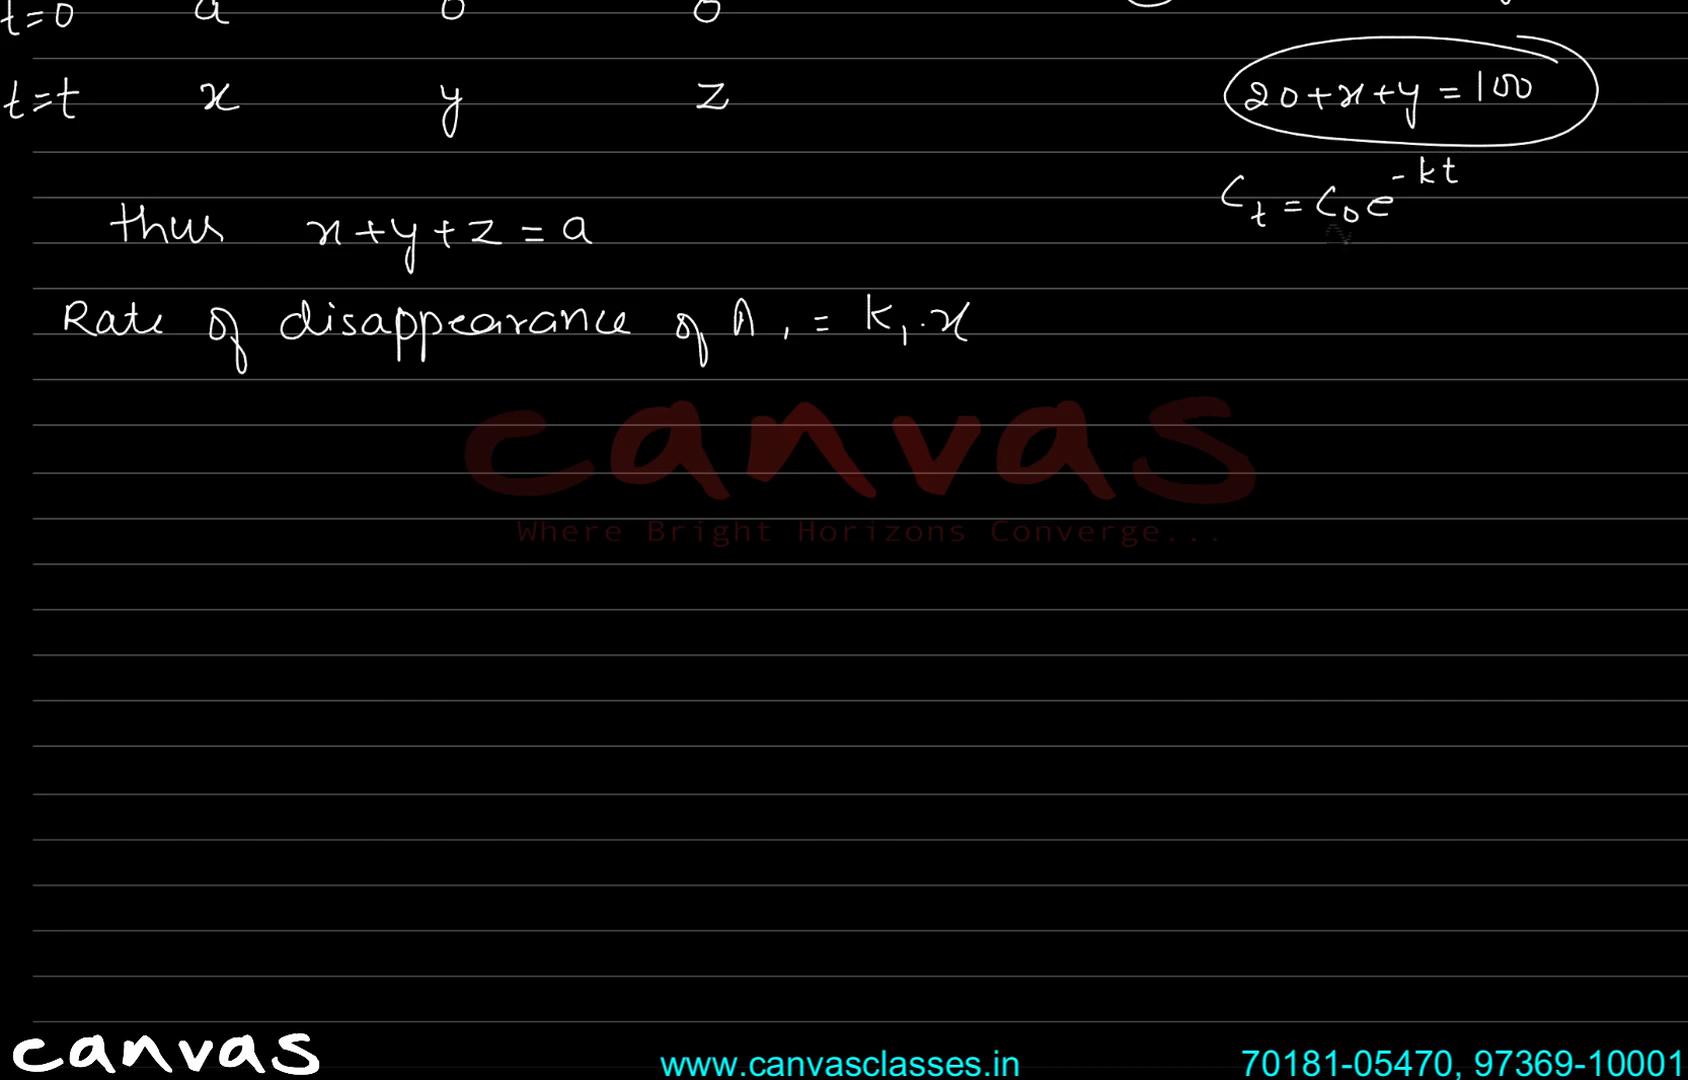 t=0 a 0 0
t=t x y z
20+x+y=100
Cₜ=C₀e^-kt
thus x+y+z=a
Rate of disappearance of A, = k₁.x
canvas
Where Bright Horizons Converge...
canvas
www.canvasclasses.in
70181-05470, 97369-10001